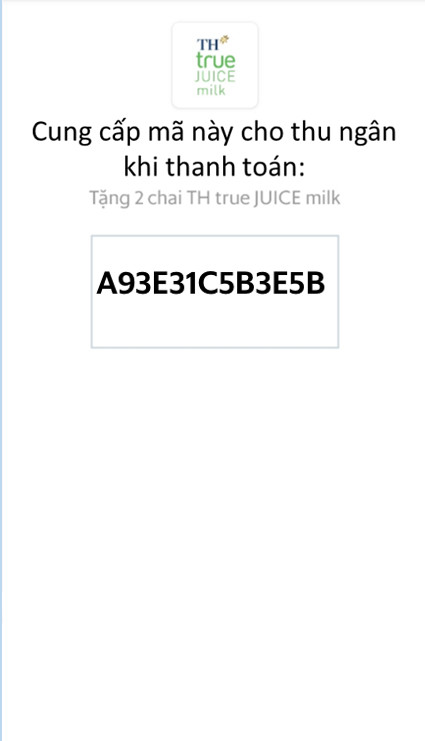 TH
true
JUICE
milk
Cung cấp mã này cho thu ngân
khi thanh toán:
Tặng 2 chai TH true JUICE milk
A93E31C5B3E5B